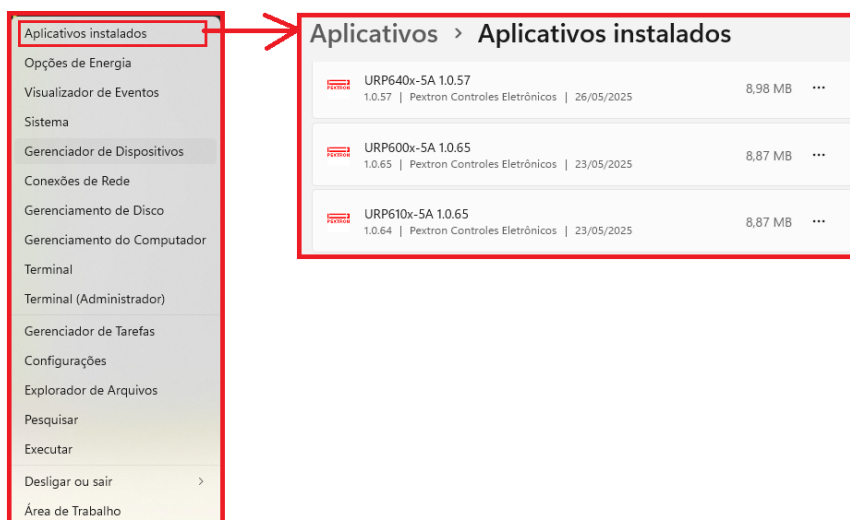 Aplicativos instalados
Opções de Energia
Visualizador de Eventos
Sistema
Gerenciador de Dispositivos
Conexões de Rede
Gerenciamento de Disco
Gerenciamento do Computador
Terminal
Terminal (Administrador)
Gerenciador de Tarefas
Configurações
Explorador de Arquivos
Pesquisar
Executar
Desligar ou sair >
Área de Trabalho
Aplicativos > Aplicativos instalados
PEXTRON URP640x-5A 1.0.57
1.0.57 | Pextron Controles Eletrônicos | 26/05/2025 8,98 MB ...
PEXTRON URP600x-5A 1.0.65
1.0.65 | Pextron Controles Eletrônicos | 23/05/2025 8,87 MB ...
PEXTRON URP610x-5A 1.0.65
1.0.64 | Pextron Controles Eletrônicos | 23/05/2025 8,87 MB ...